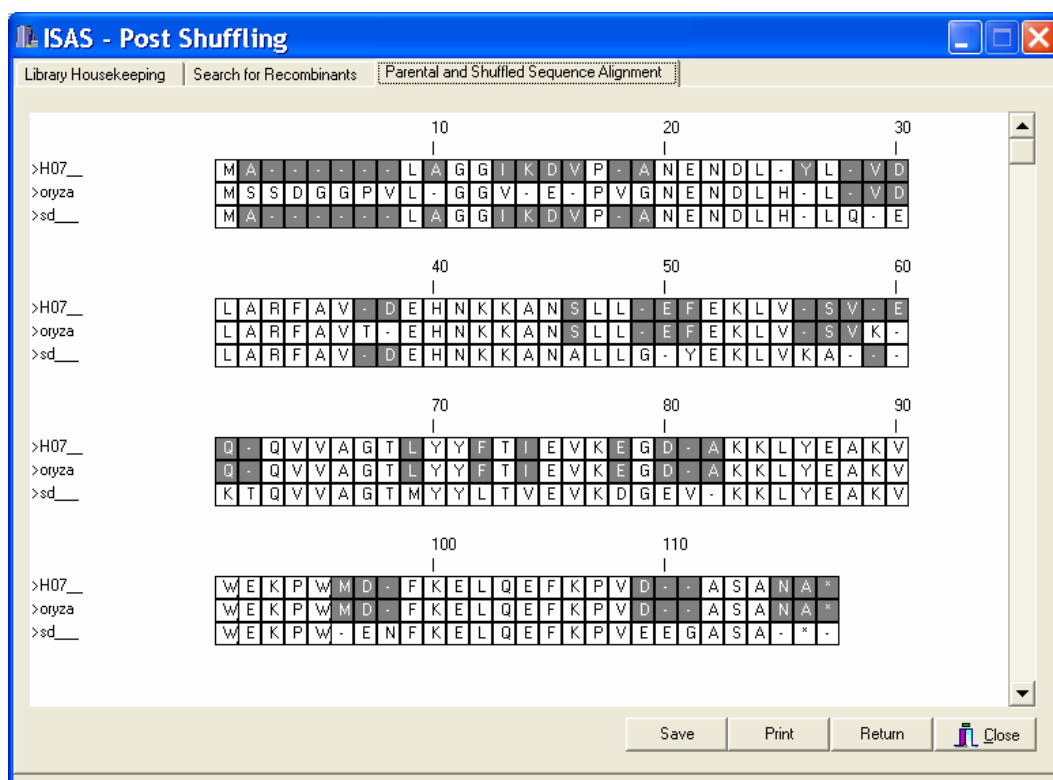 ISAS - Post Shuffling
Library Housekeeping Search for Recombinants Parental and Shuffled Sequence Alignment
10 20 30
>H07__ M A - - - - - - L A G G I K D V P - A N E N D L - Y L - V D
>oryza M S S D G G P V L - G G V - E - P V G N E N D L H - L - V D
>sd___ M A - - - - - - L A G G I K D V P - A N E N D L H - L Q - E
40 50 60
>H07__ L A R F A V - D E H N K K A N S L L - E F E K L V - S V - E
>oryza L A R F A V T - E H N K K A N S L L - E F E K L V - S V K -
>sd___ L A R F A V - D E H N K K A N A L L G - Y E K L V K A - - -
70 80 90
>H07__ Q - Q V V A G T L Y Y F T I E V K E G D - A K K L Y E A K V
>oryza Q - Q V V A G T L Y Y F T I E V K E G D - A K K L Y E A K V
>sd___ K T Q V V A G T M Y Y L T V E V K D G E V - K K L Y E A K V
100 110
>H07__ W E K P W M D - F K E L Q E F K P V D - - A S A N A *
>oryza W E K P W M D - F K E L Q E F K P V D - - A S A N A *
>sd___ W E K P W - E N F K E L Q E F K P V E E G A S A - * -
Save Print Return Close